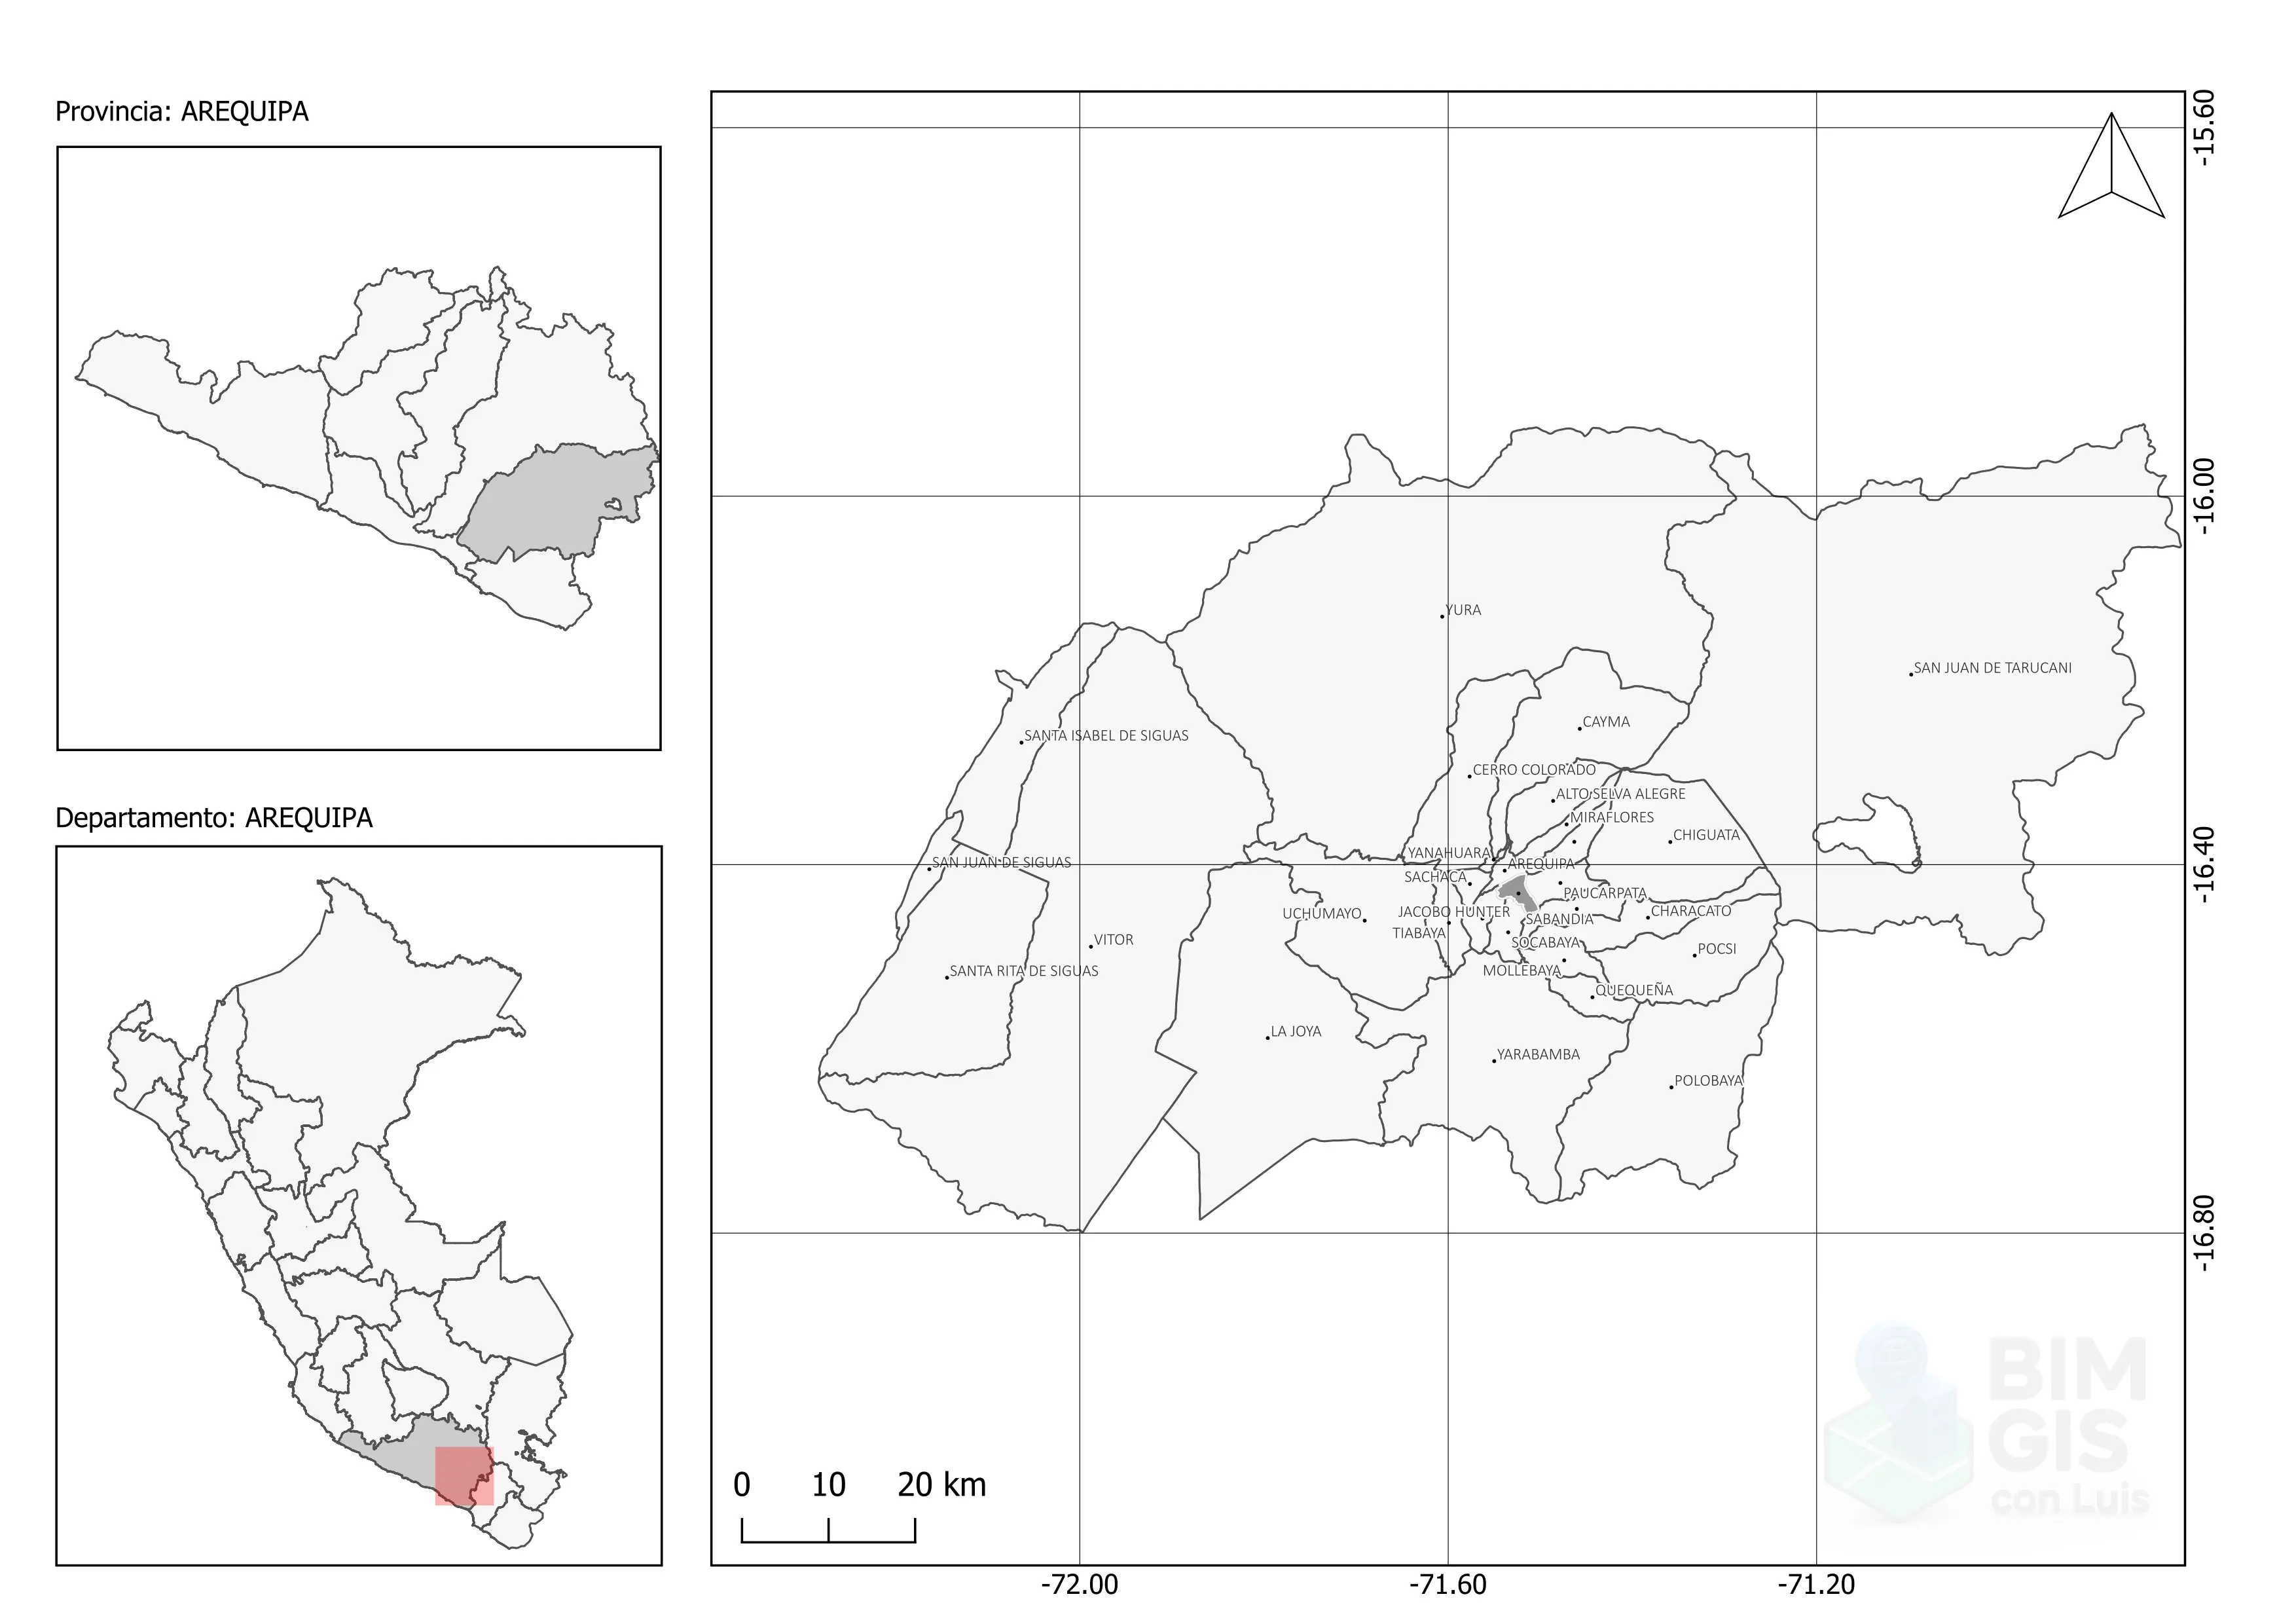 Provincia: AREQUIPA
Departamento: AREQUIPA
-15.60
-16.00
-16.40
-16.80
YURA
SAN JUAN DE TARUCANI
CAYMA
SANTA ISABEL DE SIGUAS
CERRO COLORADO
ALTO SELVA ALEGRE
MIRAFLORES
CHIGUATA
YANAHUARA
SAN JUAN DE SIGUAS
AREQUIPA
SACHACA
PAUCARPATA
UCHUMAYO
JACOBO HUNTER
CHARACATO
SABANDIA
TIABAYA
VITOR
SOCABAYA
POCSI
SANTA RITA DE SIGUAS
MOLLEBAYA
QUEQUEÑA
LA JOYA
YARABAMBA
POLOBAYA
BIM
GIS
con Luis
0 10 20 km
-72.00 -71.60 -71.20